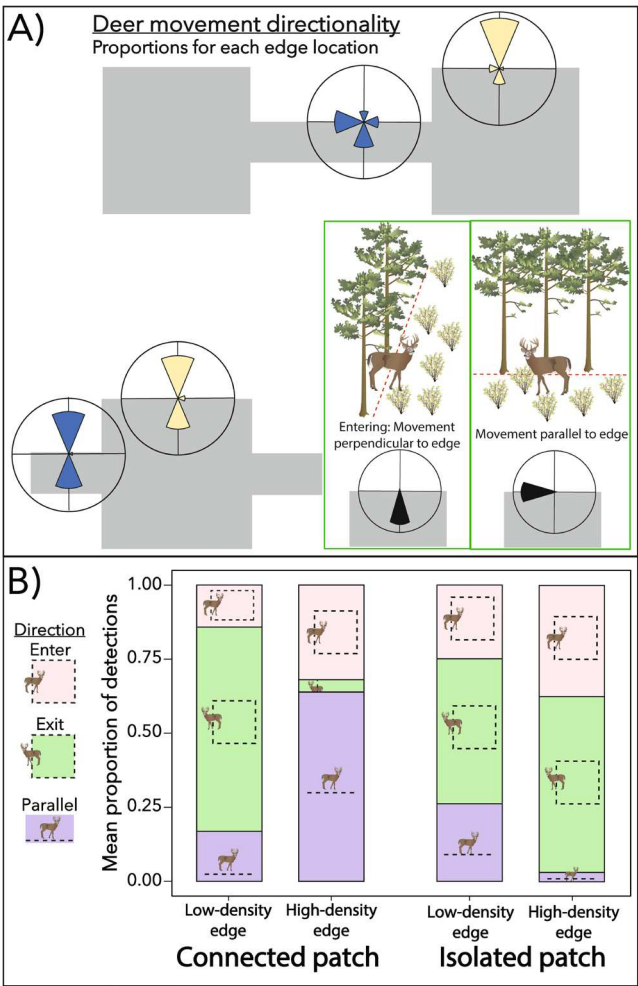 A)
Deer movement directionality
Proportions for each edge location
Entering: Movement
perpendicular to edge
Movement parallel to edge
B)
Direction
Enter
Exit
Parallel
Mean proportion of detections
1.00
0.75
0.50
0.25
0.00
Low-density
edge
High-density
edge
Low-density
edge
High-density
edge
Connected patch
Isolated patch